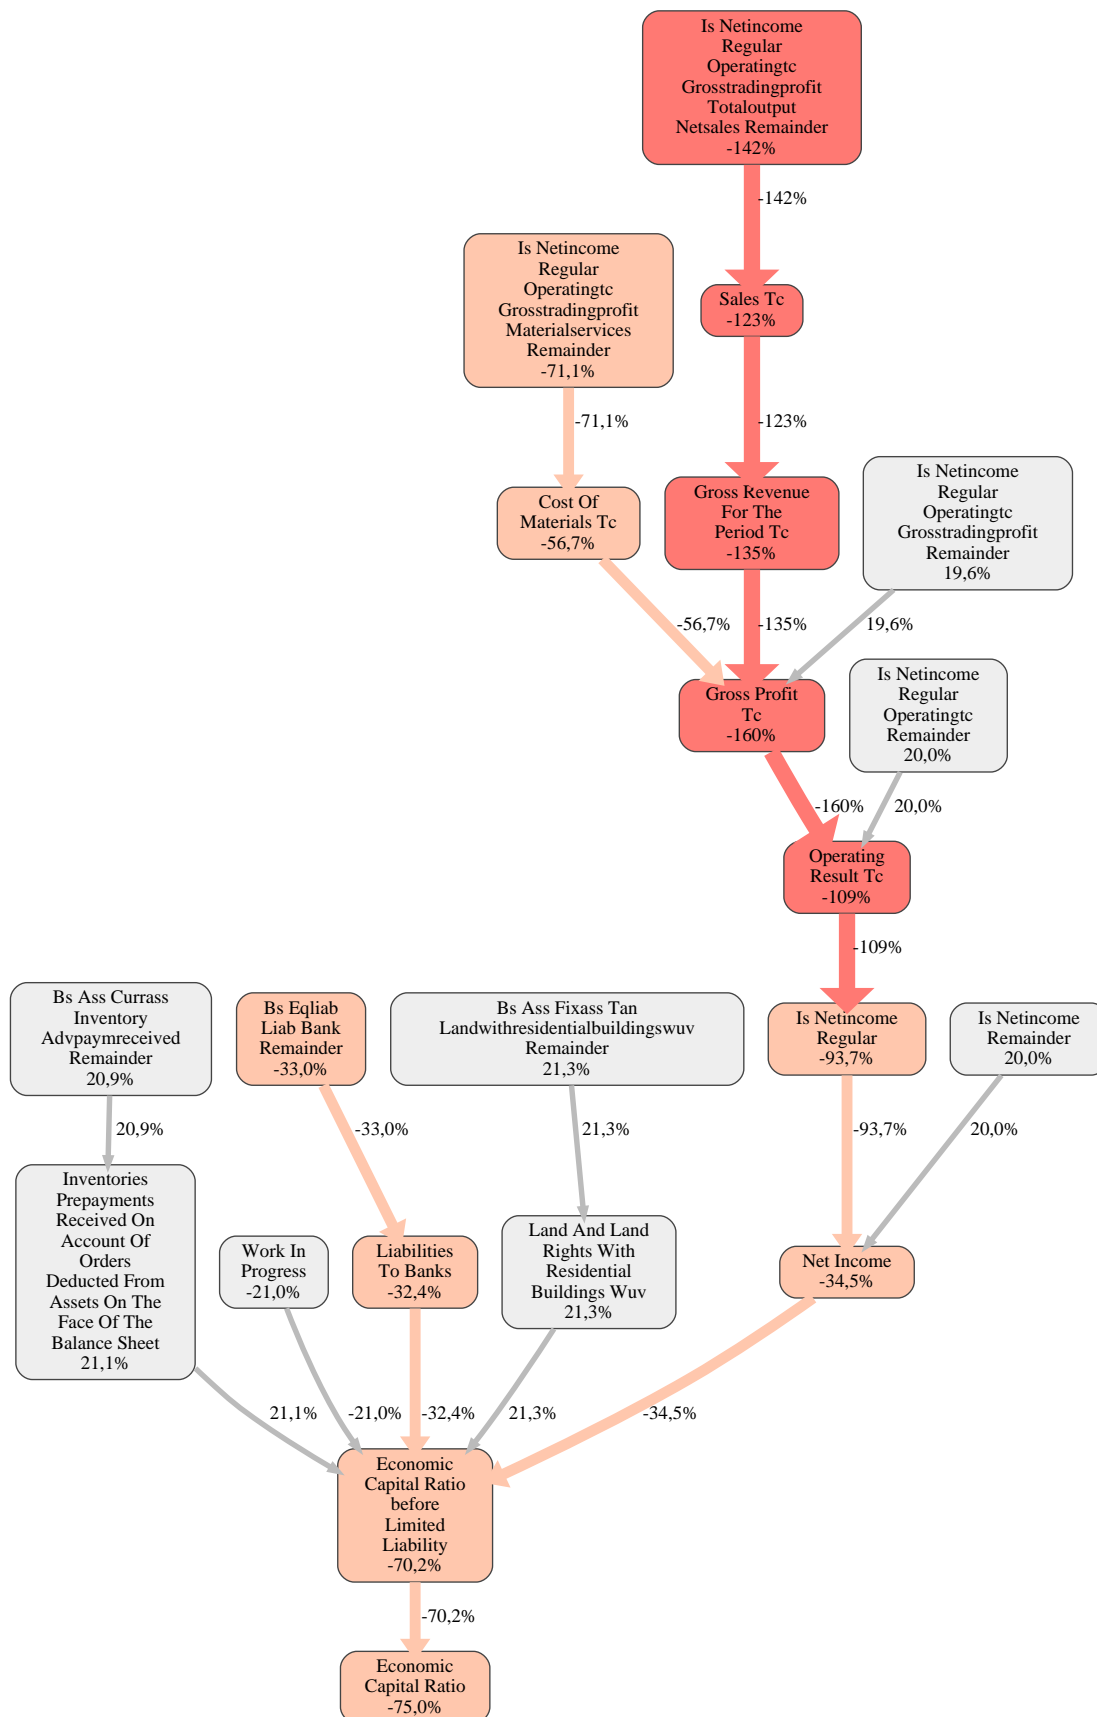 Is Netincome
Regular
Operatingtc
Grosstradingprofit
Totaloutput
Netsales Remainder
-142%
-142%
Is Netincome
Regular
Operatingtc
Grosstradingprofit
Materialservices
Remainder
-71,1%
Sales Tc
-123%
-71,1%
-123%
Is Netincome
Regular
Operatingtc
Grosstradingprofit
Remainder
19,6%
Cost Of
Materials Tc
-56,7%
Gross Revenue
For The
Period Tc
-135%
-56,7%
-135%
19,6%
Is Netincome
Regular
Operatingtc
Remainder
20,0%
Gross Profit
Tc
-160%
-160%
20,0%
Operating
Result Tc
-109%
-109%
Bs Ass Currass
Inventory
Advpaymreceived
Remainder
20,9%
Bs Eqliab
Liab Bank
Remainder
-33,0%
Bs Ass Fixass Tan
Landwithresidentialbuildingswuv
Remainder
21,3%
Is Netincome
Regular
-93,7%
Is Netincome
Remainder
20,0%
20,9%
-33,0%
21,3%
-93,7%
20,0%
Inventories
Prepayments
Received On
Account Of
Orders
Deducted From
Assets On The
Face Of The
Balance Sheet
21,1%
Work In
Progress
-21,0%
Liabilities
To Banks
-32,4%
Land And Land
Rights With
Residential
Buildings Wuv
21,3%
Net Income
-34,5%
21,1%
-21,0%
-32,4%
21,3%
-34,5%
Economic
Capital Ratio
before
Limited
Liability
-70,2%
-70,2%
Economic
Capital Ratio
-75,0%